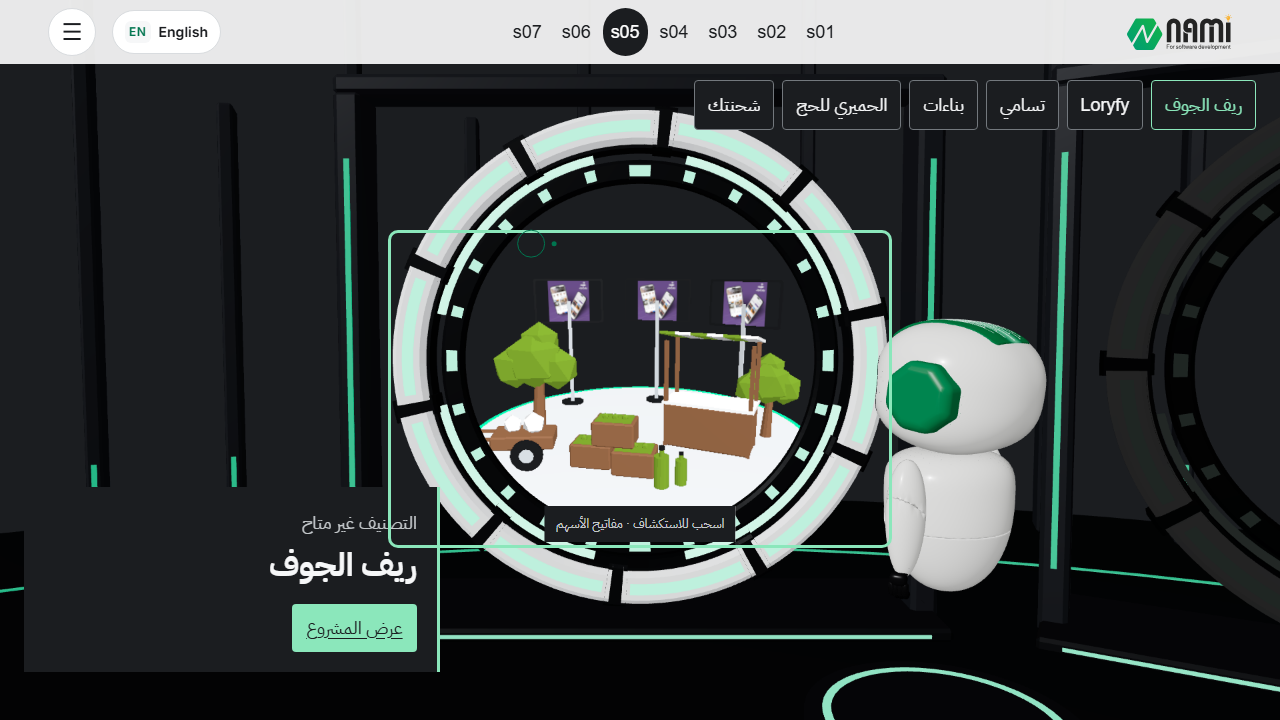 nami
For software development
s01
s02
s03
s04
s05
s06
s07
EN English
ريف الجوف
Loryfy
تسامي
بناءات
الحميري للحج
شحنتك
اسحب للاستكشاف · مفاتيح الأسهم
التصنيف غير متاح
ريف الجوف
عرض المشروع